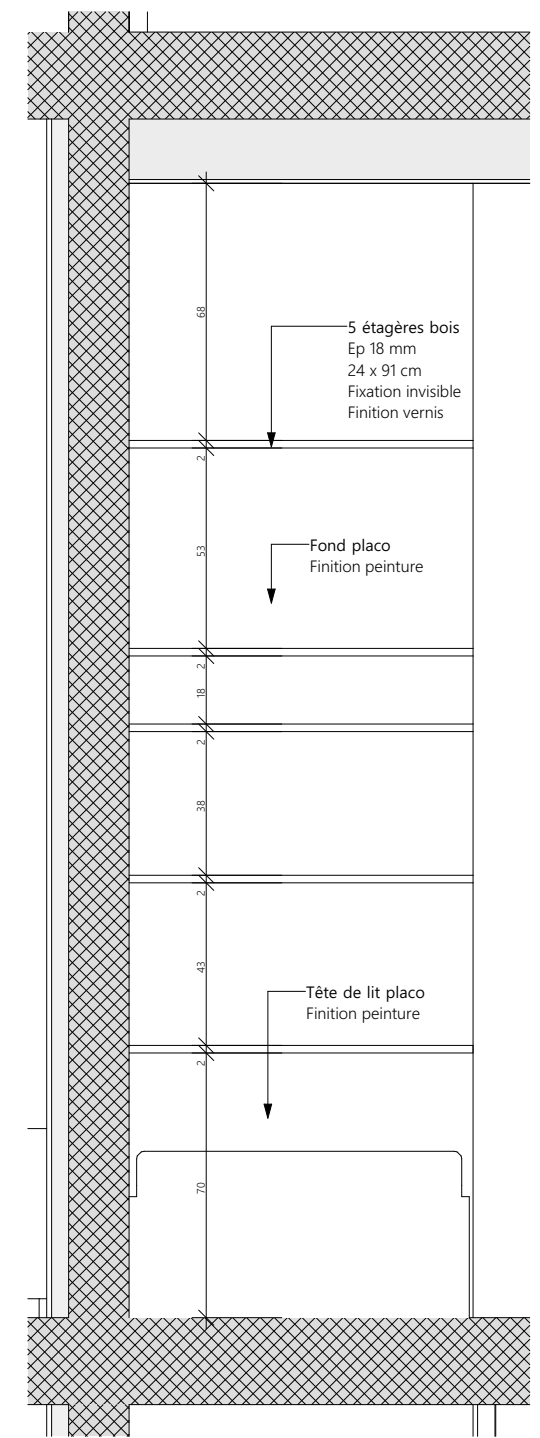 68
5 étagères bois
Ep 18 mm
24 x 91 cm
Fixation invisible
Finition vernis
2
53
Fond placo
Finition peinture
2
18
2
38
2
43
Tête de lit placo
Finition peinture
2
70